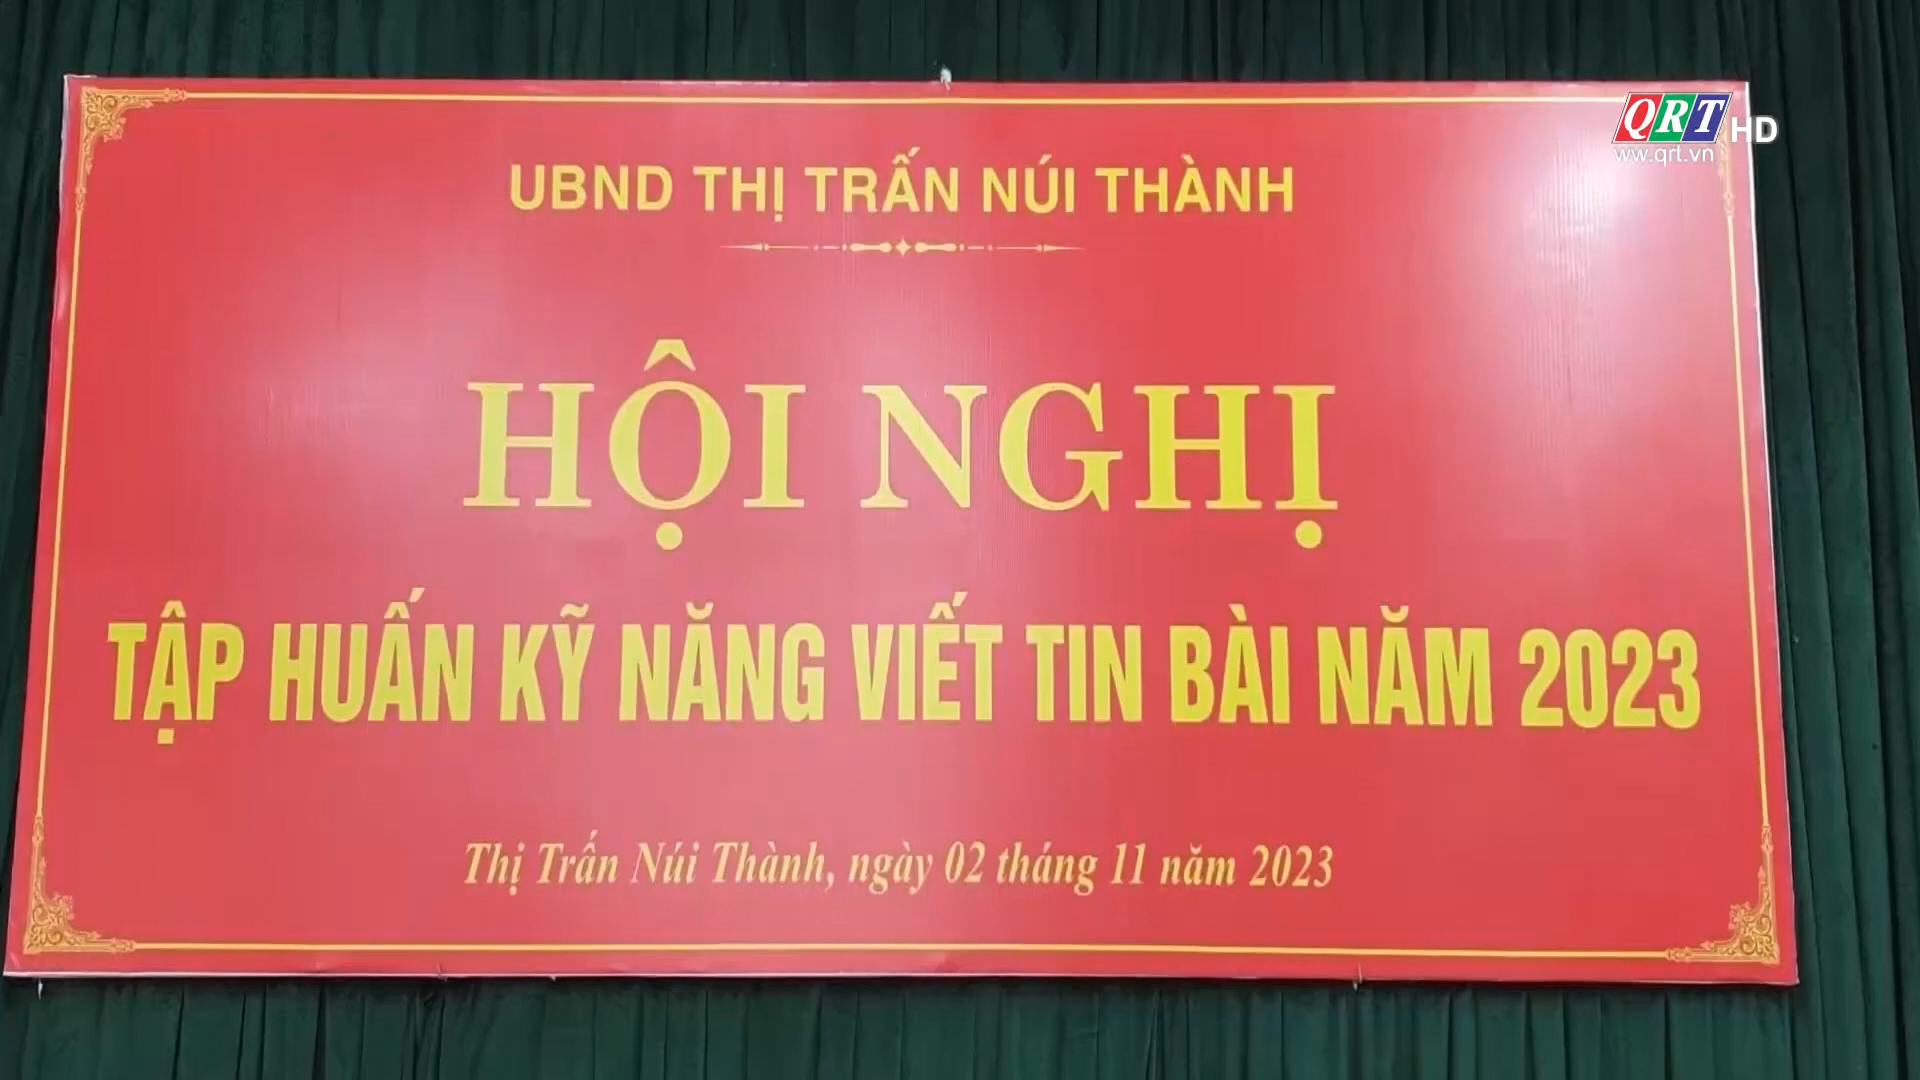 QRT HD
ww.qrt.vn
UBND THỊ TRẤN NÚI THÀNH
HỘI NGHỊ
TẬP HUẤN KỸ NĂNG VIẾT TIN BÀI NĂM 2023
Thị Trấn Núi Thành, ngày 02 tháng 11 năm 2023